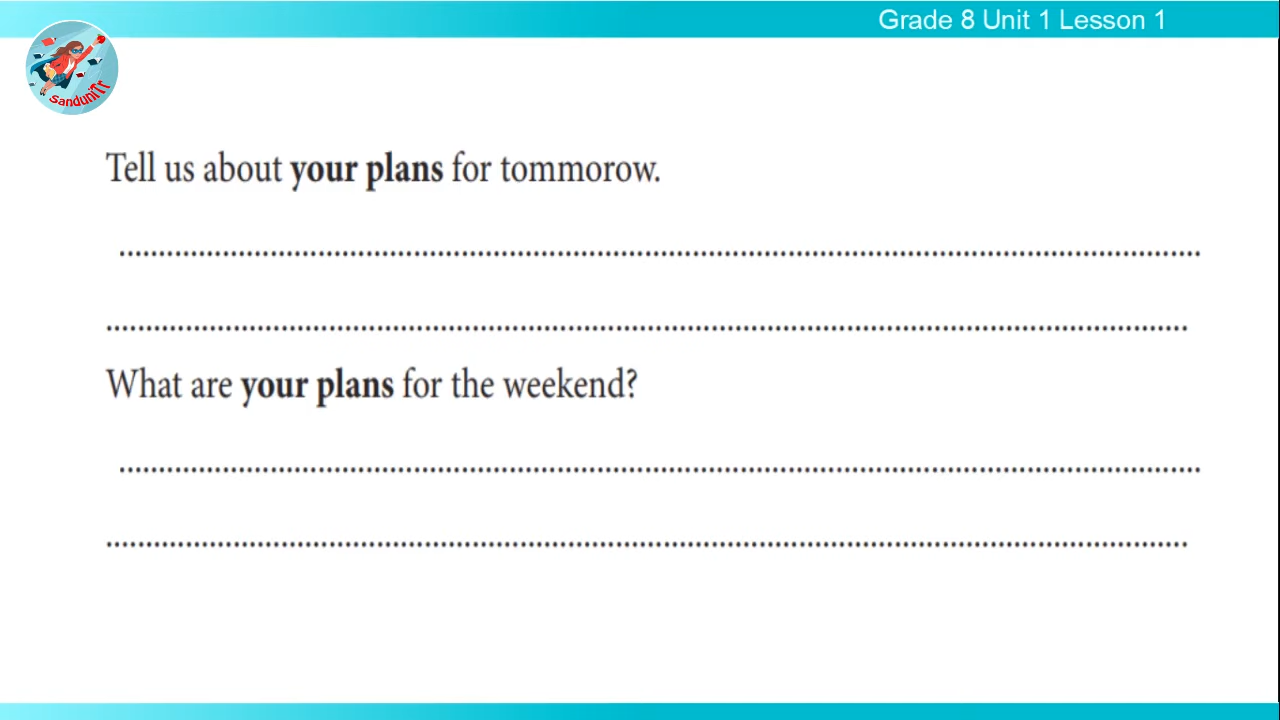 Grade 8 Unit 1 Lesson 1
SanduniTr
Tell us about your plans for tommorow.
What are your plans for the weekend?